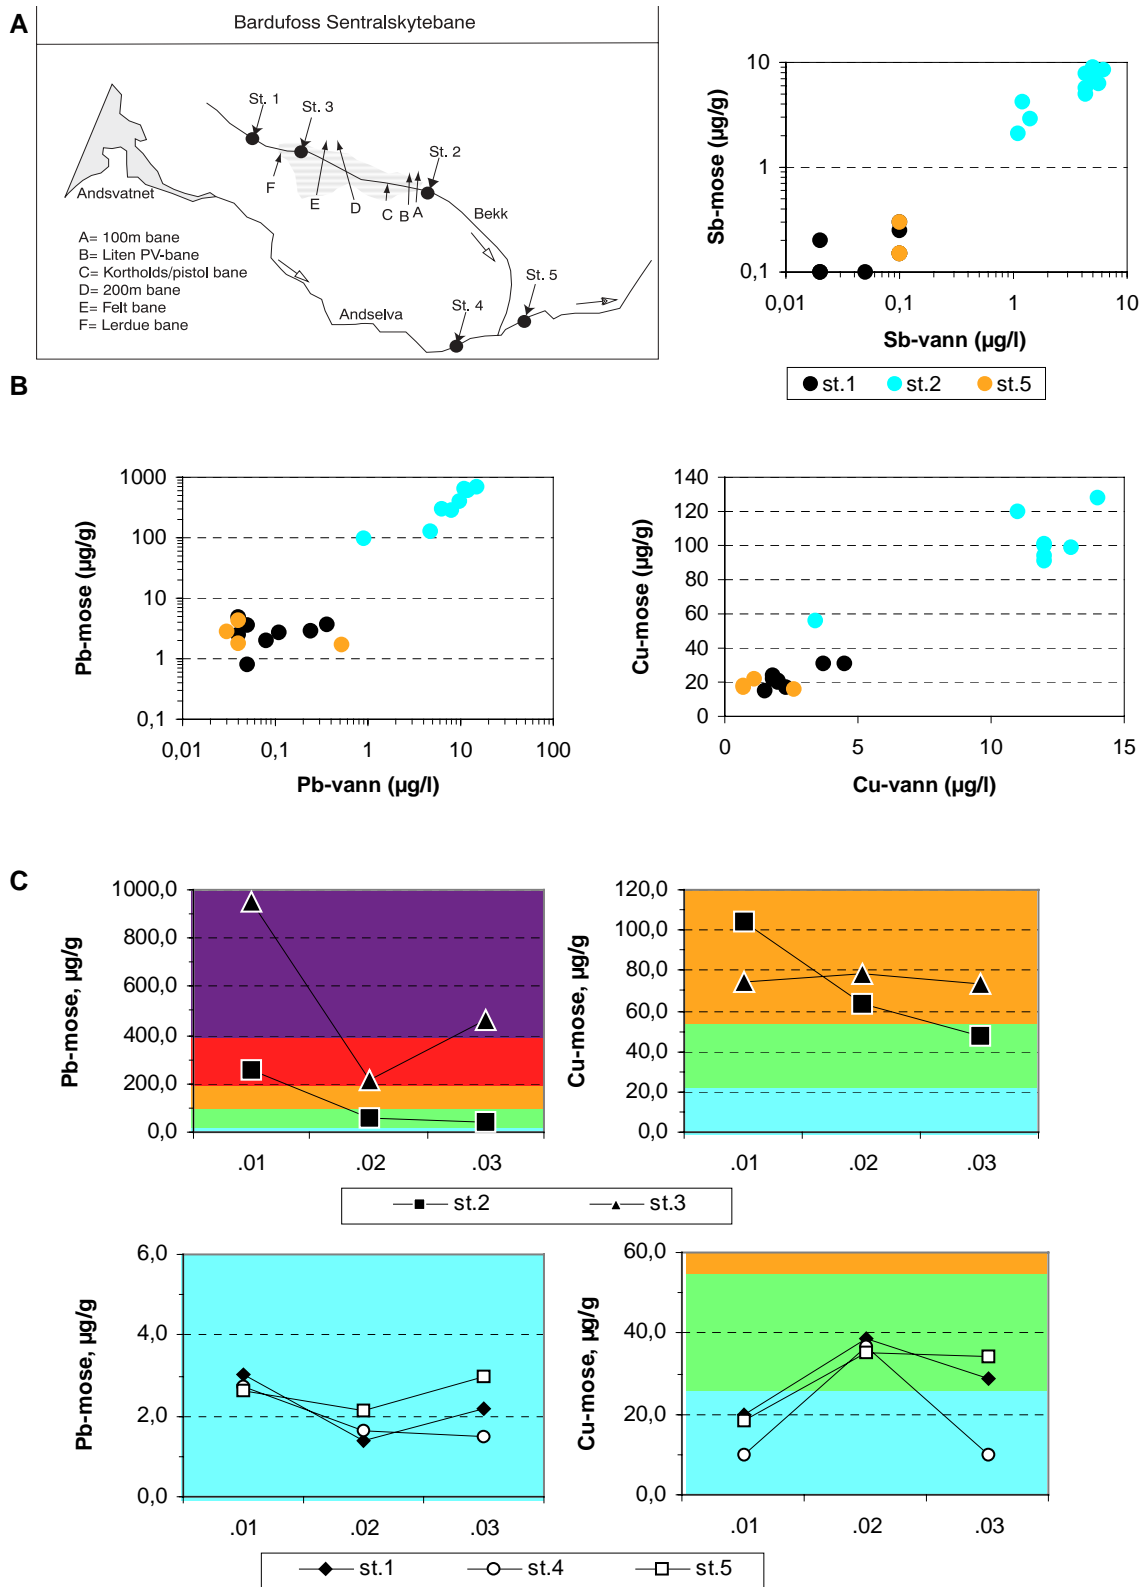 A
Bardufoss Sentralskytebane
St. 1
St. 3
St. 2
F
E
D
C
B
A
Andsvatnet
Bekk
St. 5
St. 4
Andselva
A= 100m bane
B= Liten PV-bane
C= Kortholds/pistol bane
D= 200m bane
E= Felt bane
F= Lerdue bane
Sb-mose (µg/g)
10
1
0,1
0,01
0,1
1
10
Sb-vann (µg/l)
st.1
st.2
st.5
B
Pb-mose (µg/g)
1000
100
10
1
0,1
0,01
0,1
1
10
100
Pb-vann (µg/l)
Cu-mose (µg/g)
140
120
100
80
60
40
20
0
0
5
10
15
Cu-vann (µg/l)
C
Pb-mose, µg/g
1000,0
800,0
600,0
400,0
200,0
0,0
.01
.02
.03
Cu-mose, µg/g
120,0
100,0
80,0
60,0
40,0
20,0
0,0
.01
.02
.03
st.2
st.3
Pb-mose, µg/g
6,0
4,0
2,0
0,0
.01
.02
.03
Cu-mose, µg/g
60,0
40,0
20,0
0,0
.01
.02
.03
st.1
st.4
st.5